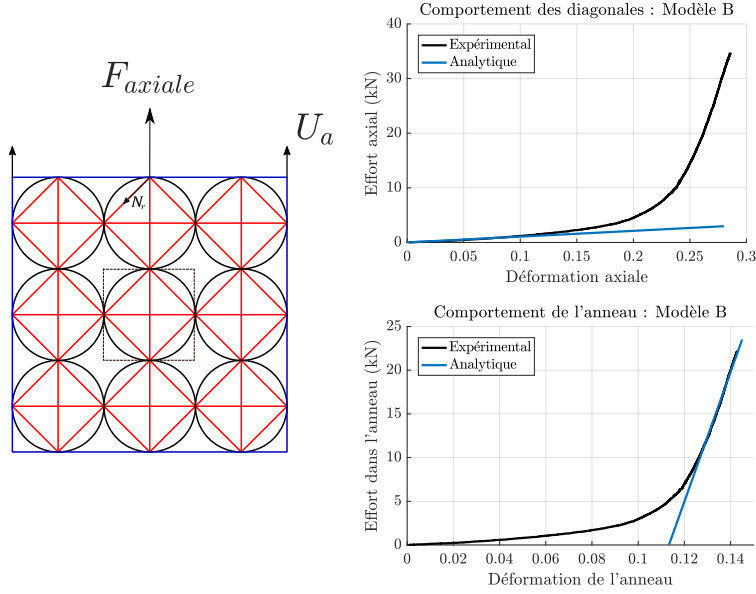 F_axiale
U_a
N_r
Comportement des diagonales : Modèle B
Expérimental
Analytique
Effort axial (kN)
40
30
20
10
0
0
0.05
0.1
0.15
0.2
0.25
0.3
Déformation axiale
Comportement de l'anneau : Modèle B
Expérimental
Analytique
Effort dans l'anneau (kN)
25
20
15
10
5
0
0
0.02
0.04
0.06
0.08
0.1
0.12
0.14
Déformation de l'anneau